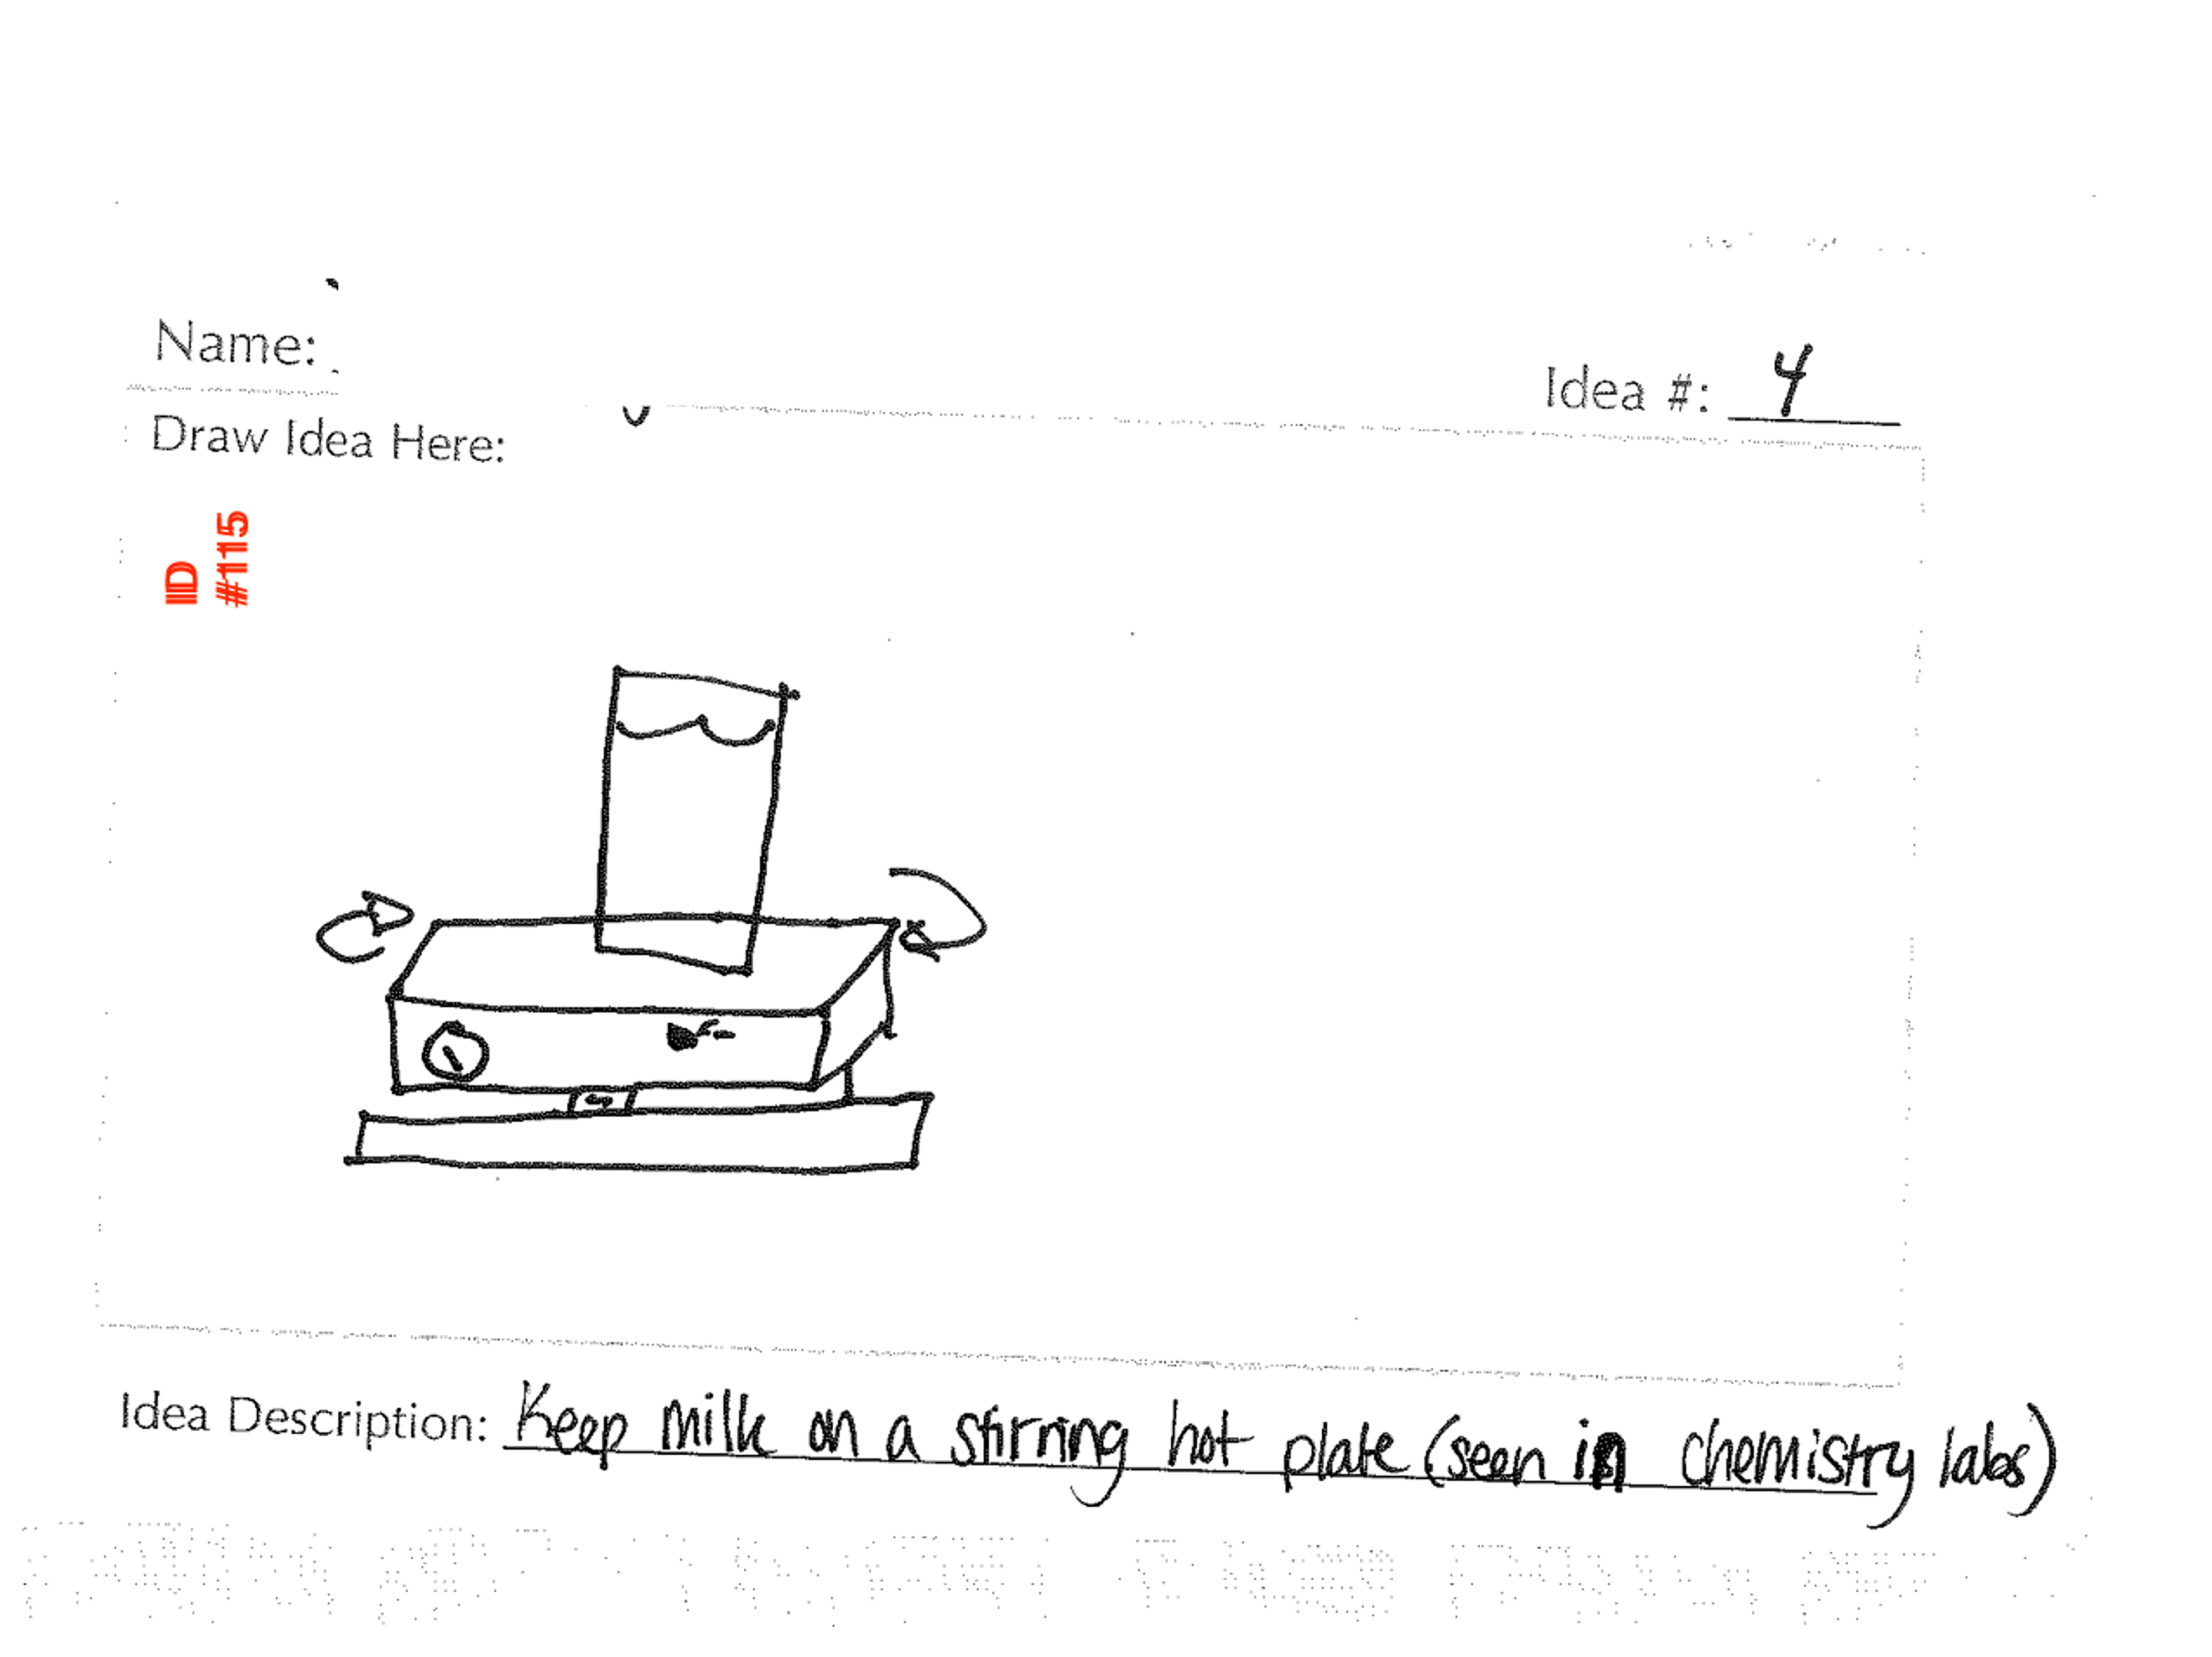 Name:
Idea #: 4
Draw Idea Here:
ID
#115
Idea Description: Keep milk on a stirring hot plate (seen in chemistry labs)